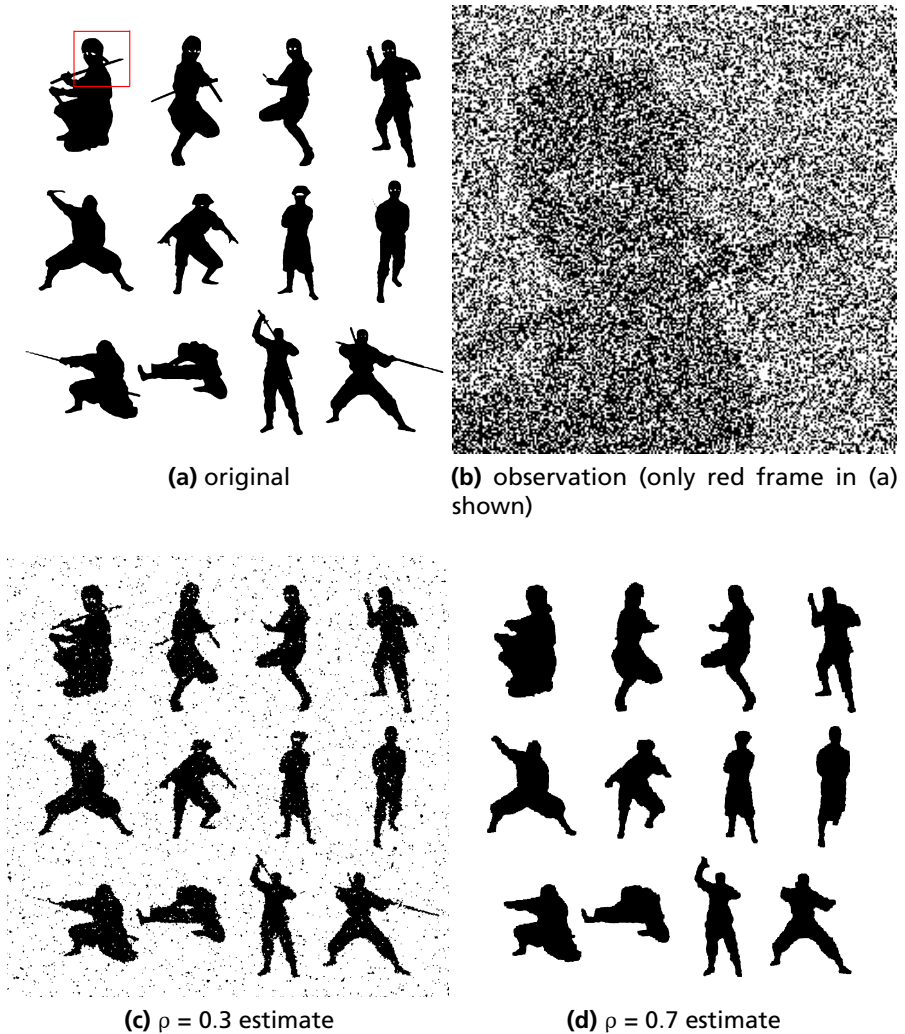 (a) original
(b) observation (only red frame in (a)
shown)
(c) ρ = 0.3 estimate
(d) ρ = 0.7 estimate